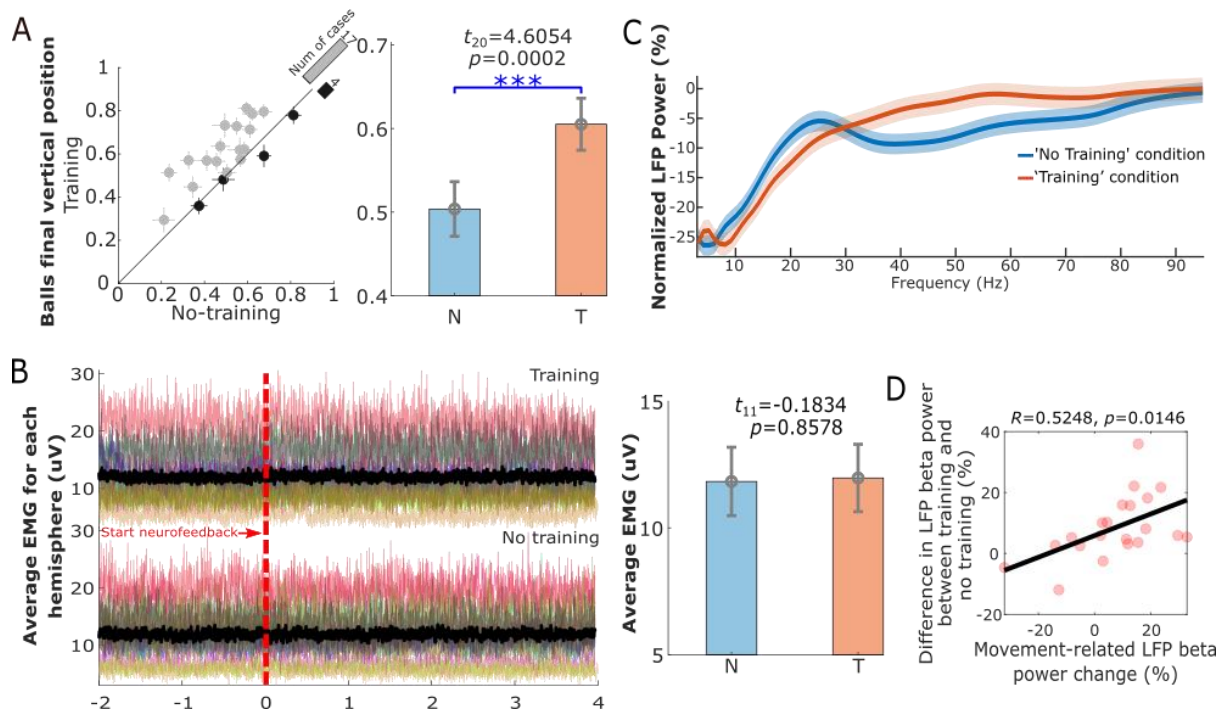 A
Balls final vertical position
Training
1
0.8
0.6
0.4
0.2
0
0 0.2 0.4 0.6 0.8 1
No-training
Num of cases
17
4
0.7
0.6
0.5
0.4
t20=4.6054
p=0.0002
***
N T
C
Normalized LFP Power (%)
0
-5
-10
-15
-20
-25
10 20 30 40 50 60 70 80 90
Frequency (Hz)
'No Training' condition
'Training' condition
B
Average EMG for each
hemisphere (uV)
30
20
10
30
20
10
Training
Start neurofeedback
No training
-2 -1 0 1 2 3 4
Average EMG (uV)
15
10
5
t11=-0.1834
p=0.8578
N T
D
R=0.5248, p=0.0146
Difference in LFP beta power
between training and
no training (%)
40
20
0
-20
-20 0 20
Movement-related LFP beta
power change (%)